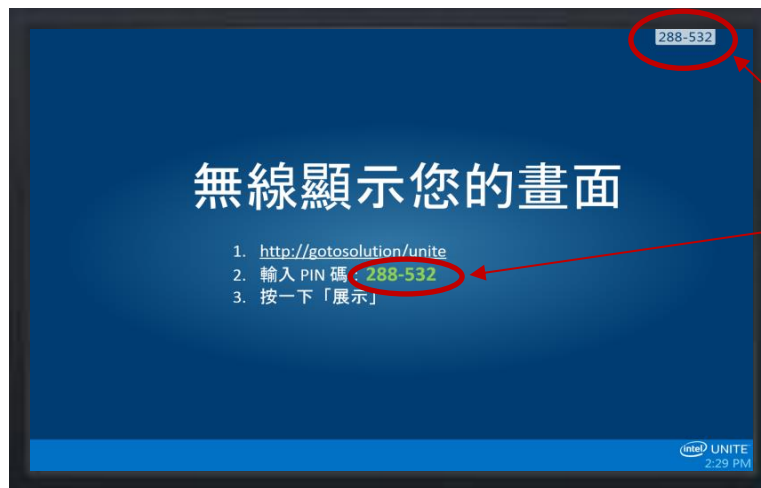 288-532
無線顯示您的畫面
1. http://gotosolution/unite
2. 輸入 PIN 碼：288-532
3. 按一下「展示」
intel UNITE
2:29 PM